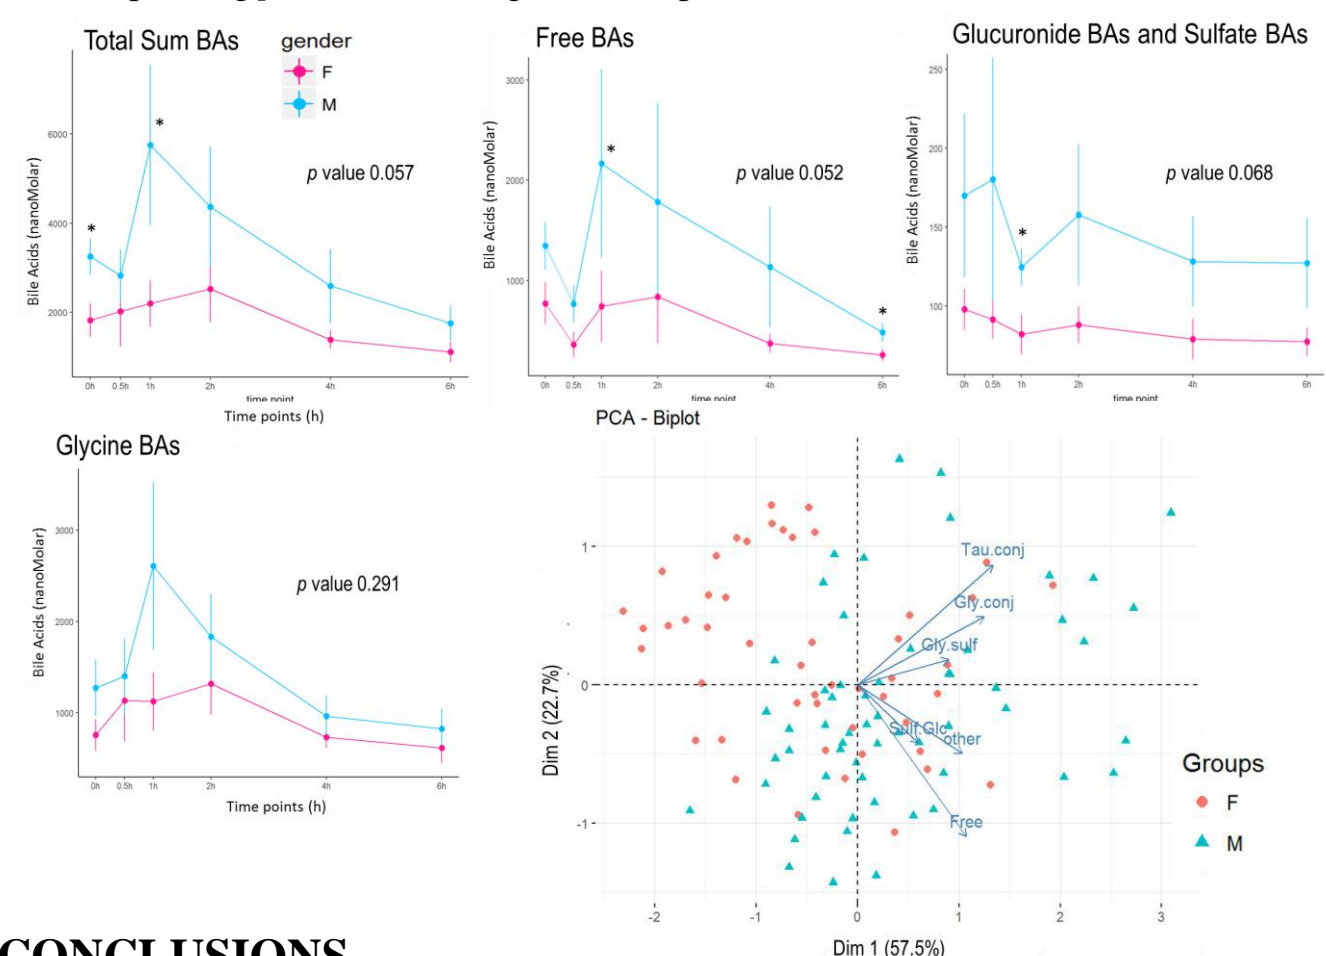 Total Sum BAs
gender
F
M
6000
4000
2000
Bile Acids (nanoMolar)
*
*
p value 0.057
0h 0.5h 1h 2h 4h 6h
time point
Time points (h)
Free BAs
3000
2000
1000
Bile Acids (nanoMolar)
*
*
p value 0.052
0h 0.5h 1h 2h 4h 6h
time point
Glucuronide BAs and Sulfate BAs
250
200
150
100
Bile Acids (nanoMolar)
*
p value 0.068
0h 0.5h 1h 2h 4h 6h
time point
Glycine BAs
3000
2000
1000
Bile Acids (nanoMolar)
p value 0.291
0h 0.5h 1h 2h 4h 6h
Time points (h)
PCA - Biplot
1
0
-1
Dim 2 (22.7%)
Tau.conj
Gly.conj
Gly.sulf
Sulf.Glc
other
Free
-2 -1 0 1 2 3
Dim 1 (57.5%)
Groups
F
M
CONCLUSIONS